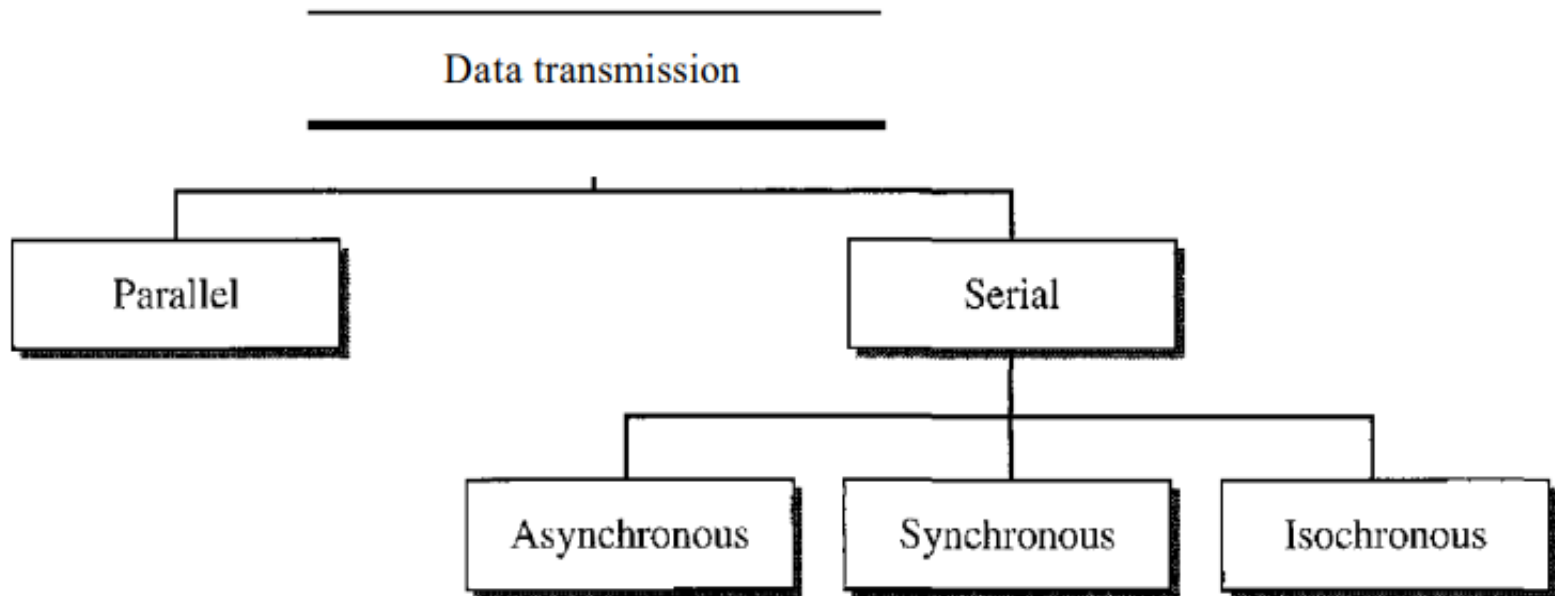 Data transmission
Parallel
Serial
Asynchronous
Synchronous
Isochronous